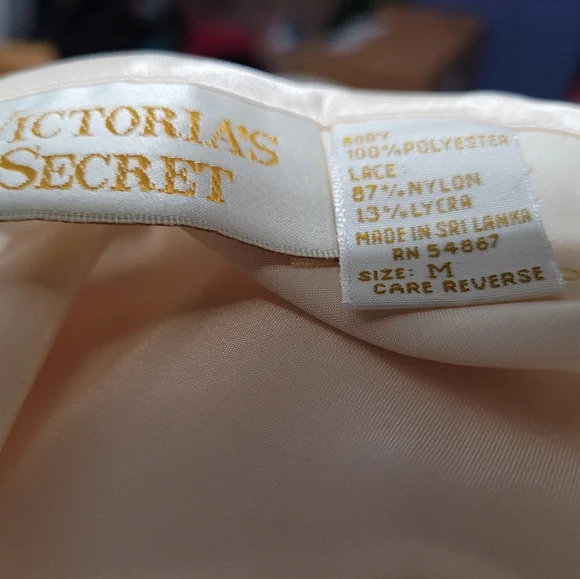 VICTORIA'S
SECRET
BODY
100% POLYESTER
LACE:
87% NYLON
13% LYCRA
MADE IN SRI LANKA
RN 54867
SIZE: M
CARE REVERSE